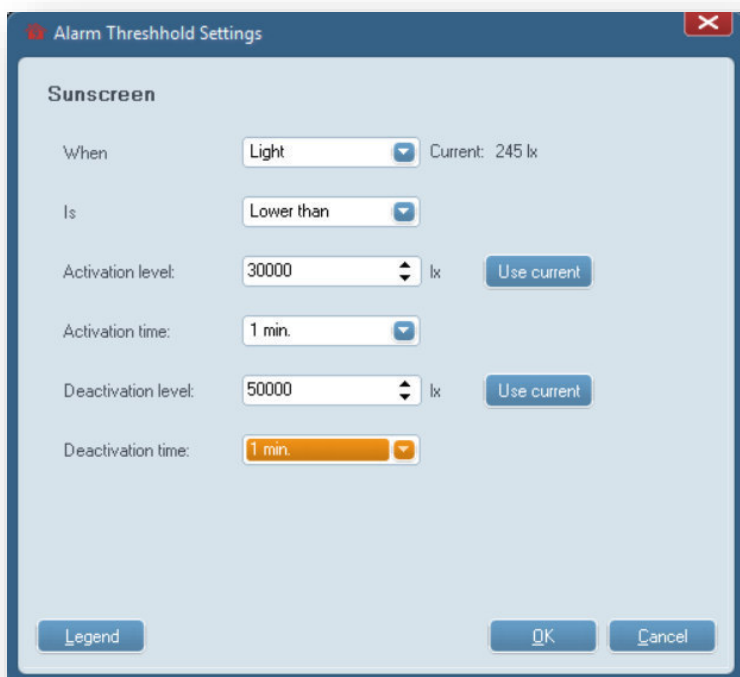 Alarm Threshhold Settings
Sunscreen
When Light Current: 245 lx
Is Lower than
Activation level: 30000 lx Use current
Activation time: 1 min.
Deactivation level: 50000 lx Use current
Deactivation time: 1 min.
Legend OK Cancel